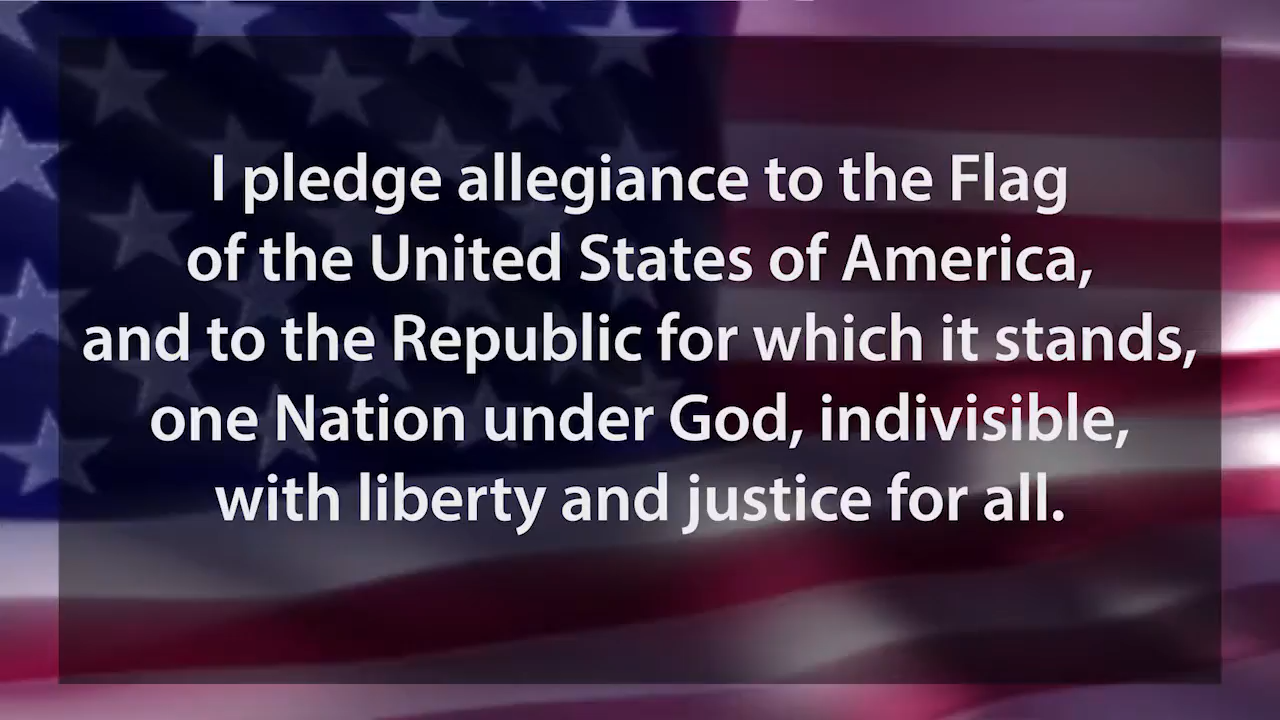 I pledge allegiance to the Flag
of the United States of America,
and to the Republic for which it stands,
one Nation under God, indivisible,
with liberty and justice for all.